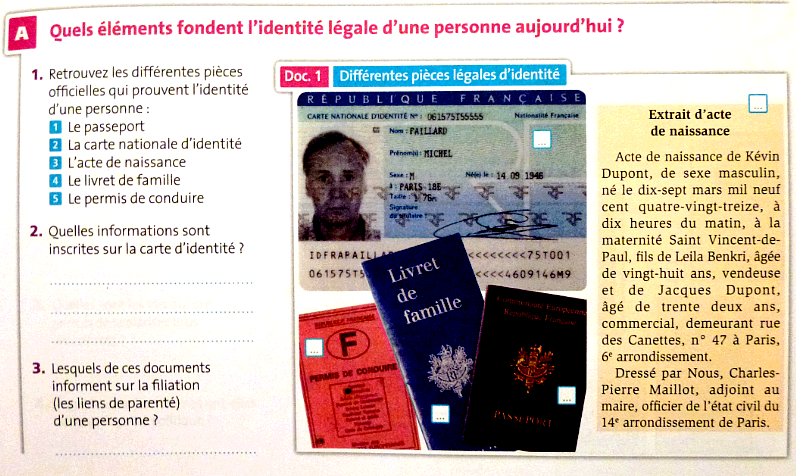 A Quels éléments fondent l'identité légale d'une personne aujourd'hui ?
1. Retrouvez les différentes pièces
officielles qui prouvent l'identité
d'une personne :
1 Le passeport
2 La carte nationale d'identité
3 L'acte de naissance
4 Le livret de famille
5 Le permis de conduire
2. Quelles informations sont
inscrites sur la carte d'identité ?
3. Lesquels de ces documents
informent sur la filiation
(les liens de parenté)
d'une personne ?
Doc. 1 Différentes pièces légales d'identité
RÉPUBLIQUE FRANÇAISE
CARTE NATIONALE D'IDENTITÉ N° : 061575T55555 Nationalité Française
Nom : PAILLARD
Prénom(s) : MICHEL
Sexe : M Né(e) le : 14 09 1946
à : PARIS 18E
Taille : 1,76m
Signature
du titulaire :
IDFRAPAILLA <<<<<<75T001
061575T5 4609146M9
Livret
de
famille
RÉPUBLIQUE FRANÇAISE
F
PERMIS DE CONDUIRE
Communauté Européenne
République Française
PASSEPORT
...
...
...
...
...
Extrait d'acte
de naissance
Acte de naissance de Kévin
Dupont, de sexe masculin,
né le dix-sept mars mil neuf
cent quatre-vingt-treize, à
dix heures du matin, à la
maternité Saint Vincent-de-
Paul, fils de Leila Benkri, âgée
de vingt-huit ans, vendeuse
et de Jacques Dupont,
âgé de trente deux ans,
commercial, demeurant rue
des Canettes, n° 47 à Paris,
6e arrondissement.
Dressé par Nous, Charles-
Pierre Maillot, adjoint au
maire, officier de l'état civil du
14e arrondissement de Paris.